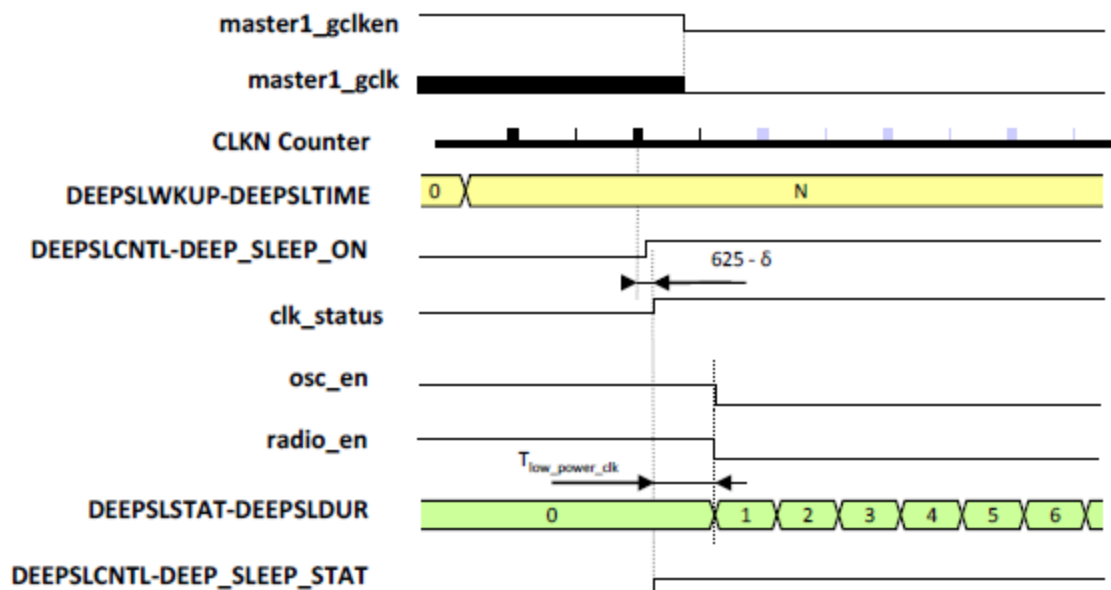 master1_gclken
master1_gclk
CLKN Counter
DEEPSLWKUP-DEEPSLTIME 0 N
DEEPSLCNTL-DEEP_SLEEP_ON
625 - δ
clk_status
osc_en
radio_en
Tlow_power_clk
DEEPSLSTAT-DEEPSLDUR 0 1 2 3 4 5 6
DEEPSLCNTL-DEEP_SLEEP_STAT